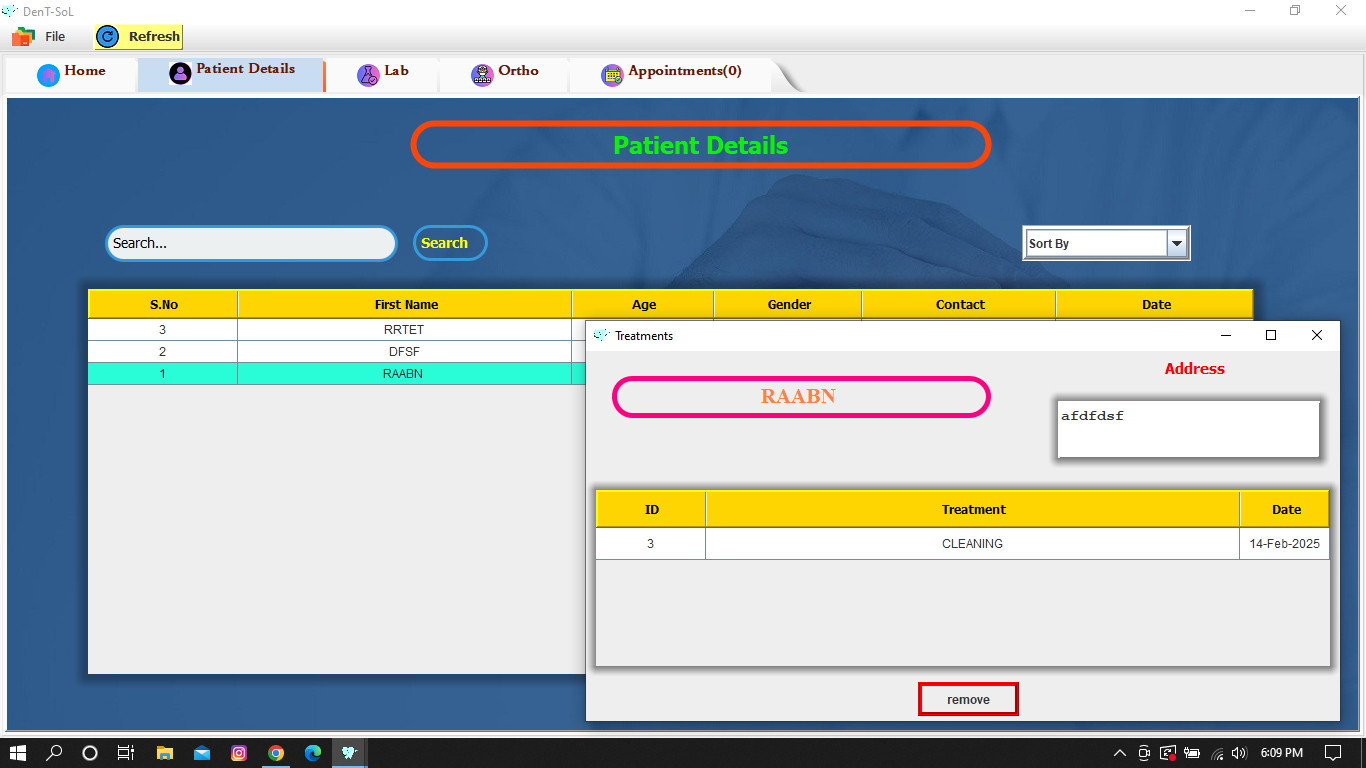 DenT-SoL
File Refresh
Home Patient Details Lab Ortho Appointments(0)
Patient Details
Search... Search Sort By
S.No First Name Age Gender Contact Date
3 RRTET
2 DFSF
1 RAABN
Treatments
Address
RAABN
afdfdsf
ID Treatment Date
3 CLEANING 14-Feb-2025
remove
6:09 PM